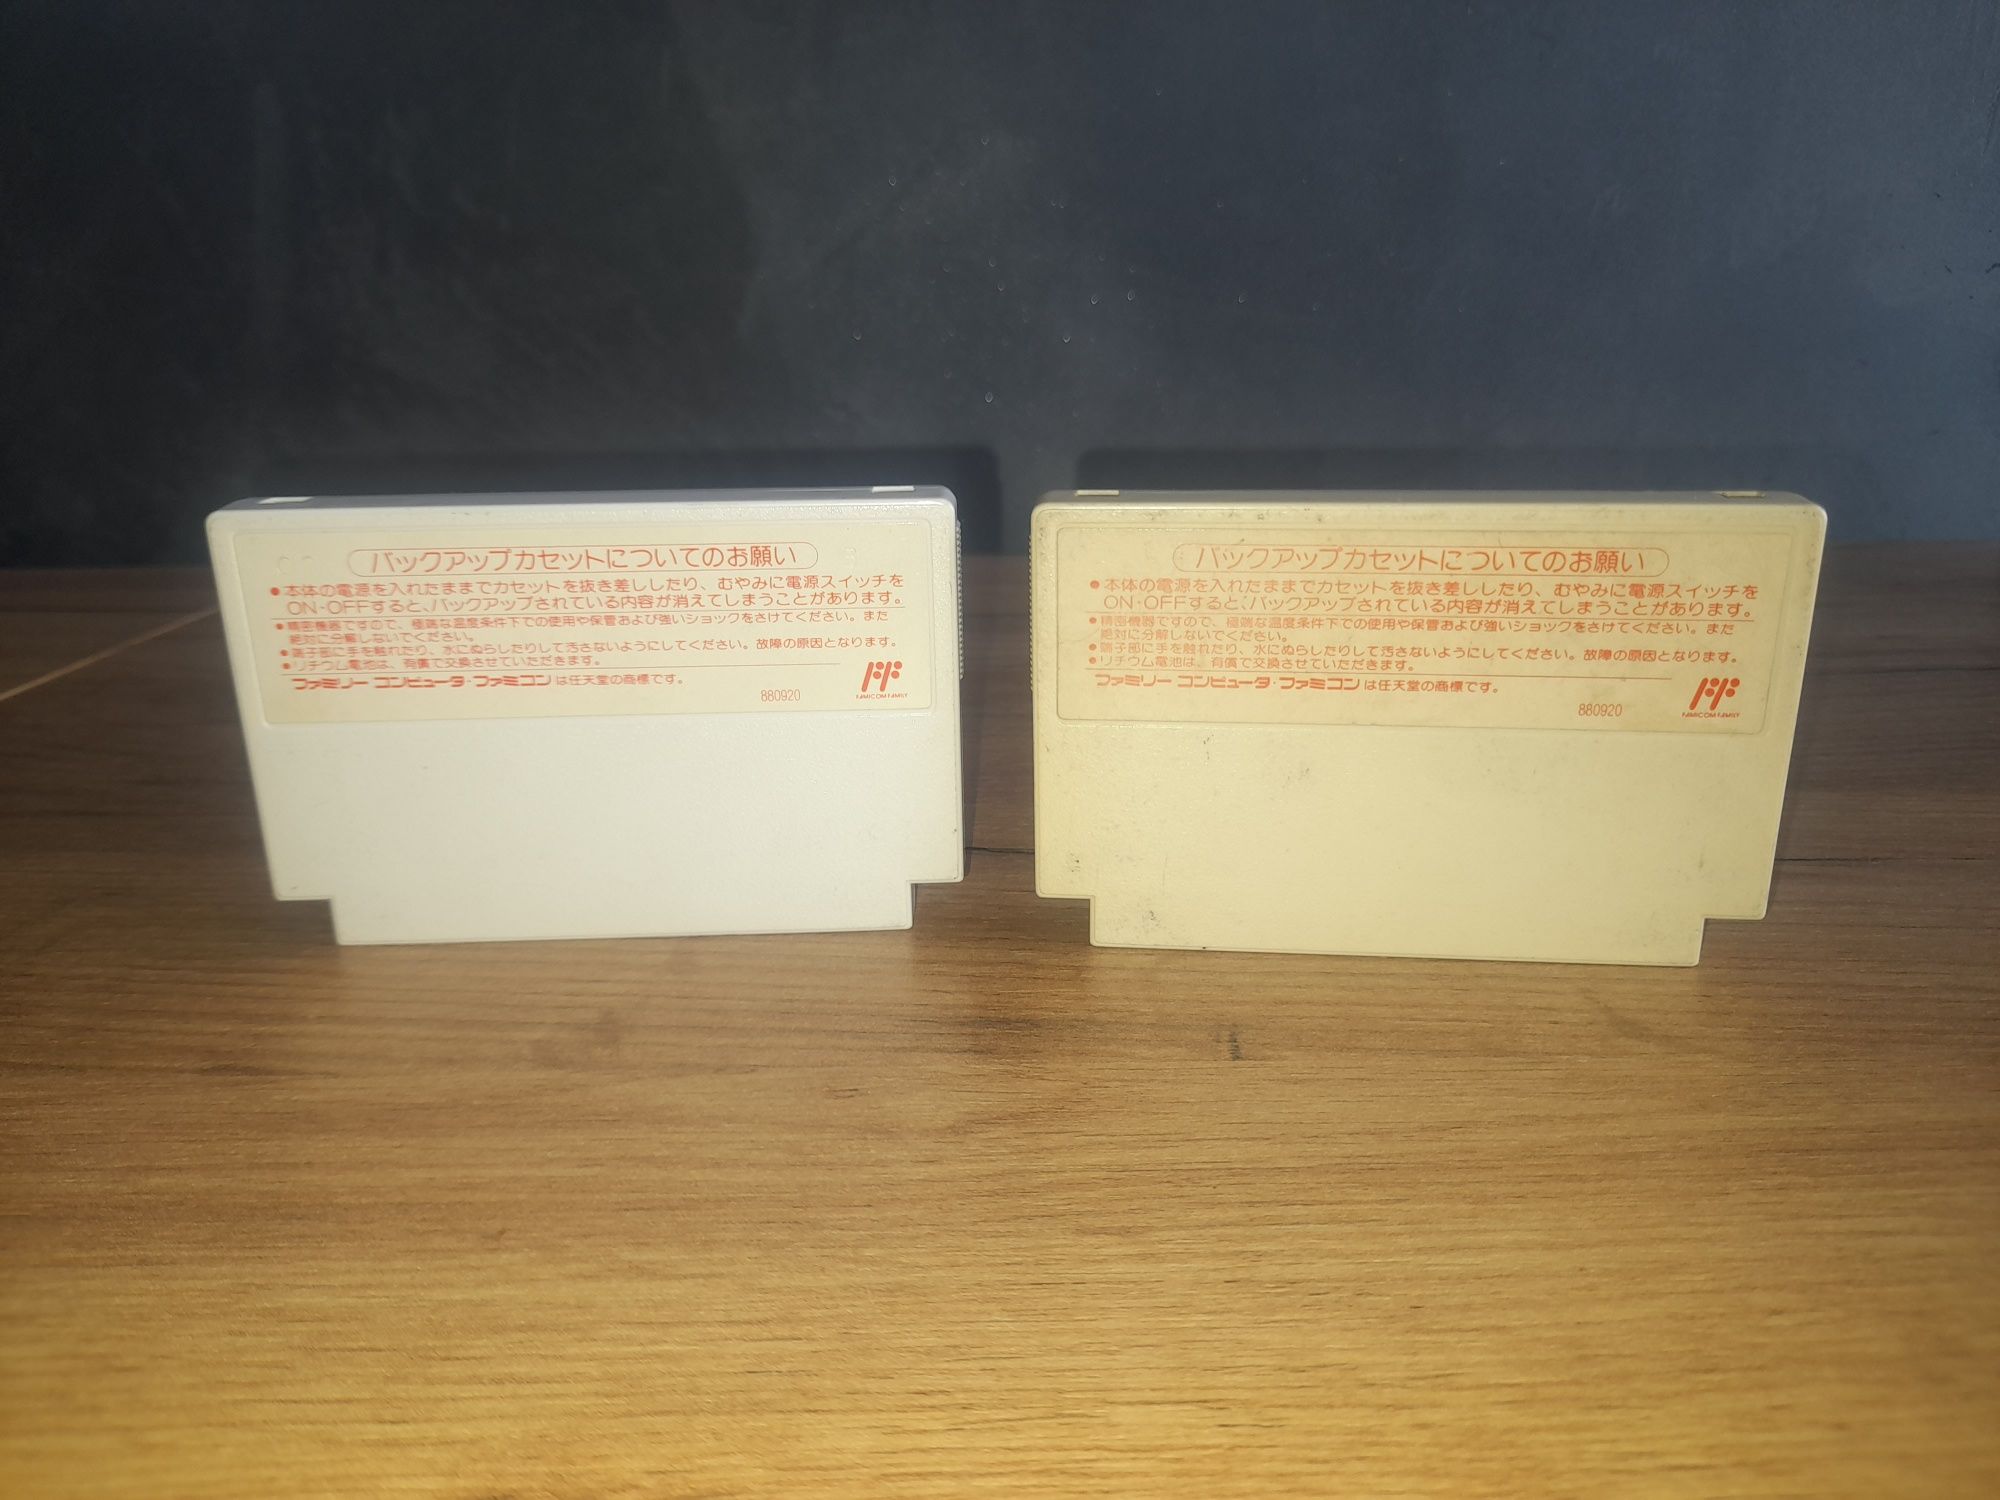 バックアップカセットについてのお願い
●本体の電源を入れたままでカセットを抜き差ししたり、むやみに電源スイッチを
ON・OFFすると、バックアップされている内容が消えてしまうことがあります。
●精密機器ですので、極端な温度条件下での使用や保管および強いショックをさけてください。また
絶対に分解しないでください。
●端子部に手を触れたり、水にぬらしたりして汚さないようにしてください。故障の原因となります。
●リチウム電池は、有償で交換させていただきます。
ファミリー コンピュータ・ファミコンは任天堂の商標です。
880920
FAMICOM FAMILY
バックアップカセットについてのお願い
●本体の電源を入れたままでカセットを抜き差ししたり、むやみに電源スイッチを
ON・OFFすると、バックアップされている内容が消えてしまうことがあります。
●精密機器ですので、極端な温度条件下での使用や保管および強いショックをさけてください。また
絶対に分解しないでください。
●端子部に手を触れたり、水にぬらしたりして汚さないようにしてください。故障の原因となります。
●リチウム電池は、有償で交換させていただきます。
ファミリー コンピュータ・ファミコンは任天堂の商標です。
880920
FAMICOM FAMILY